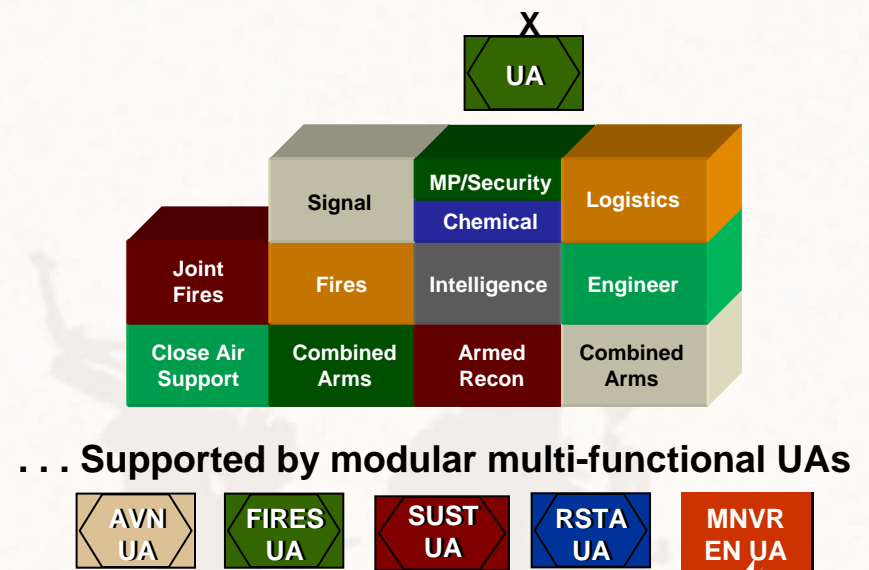 X
UA
Signal
MP/Security
Chemical
Logistics
Joint
Fires
Fires
Intelligence
Engineer
Close Air
Support
Combined
Arms
Armed
Recon
Combined
Arms
. . . Supported by modular multi-functional UAs
AVN
UA
FIRES
UA
SUST
UA
RSTA
UA
MNVR
EN UA